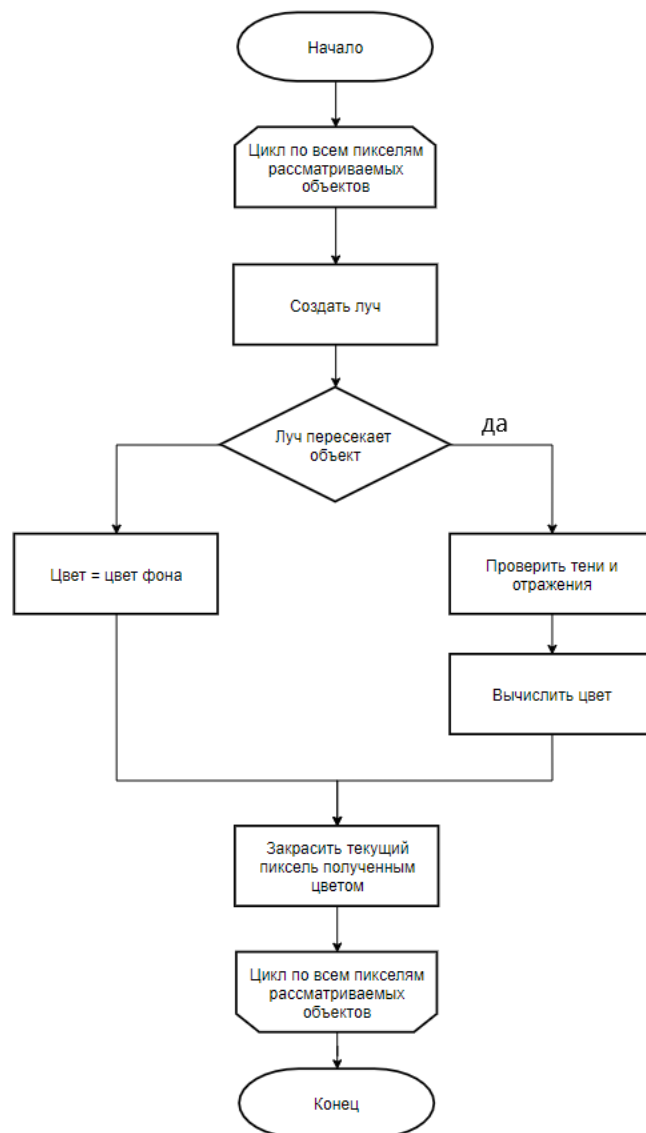 Начало
Цикл по всем пикселям
рассматриваемых
объектов
Создать луч
Луч пересекает
объект
да
Цвет = цвет фона
Проверить тени и
отражения
Вычислить цвет
Закрасить текущий
пиксель полученным
цветом
Цикл по всем пикселям
рассматриваемых
объектов
Конец